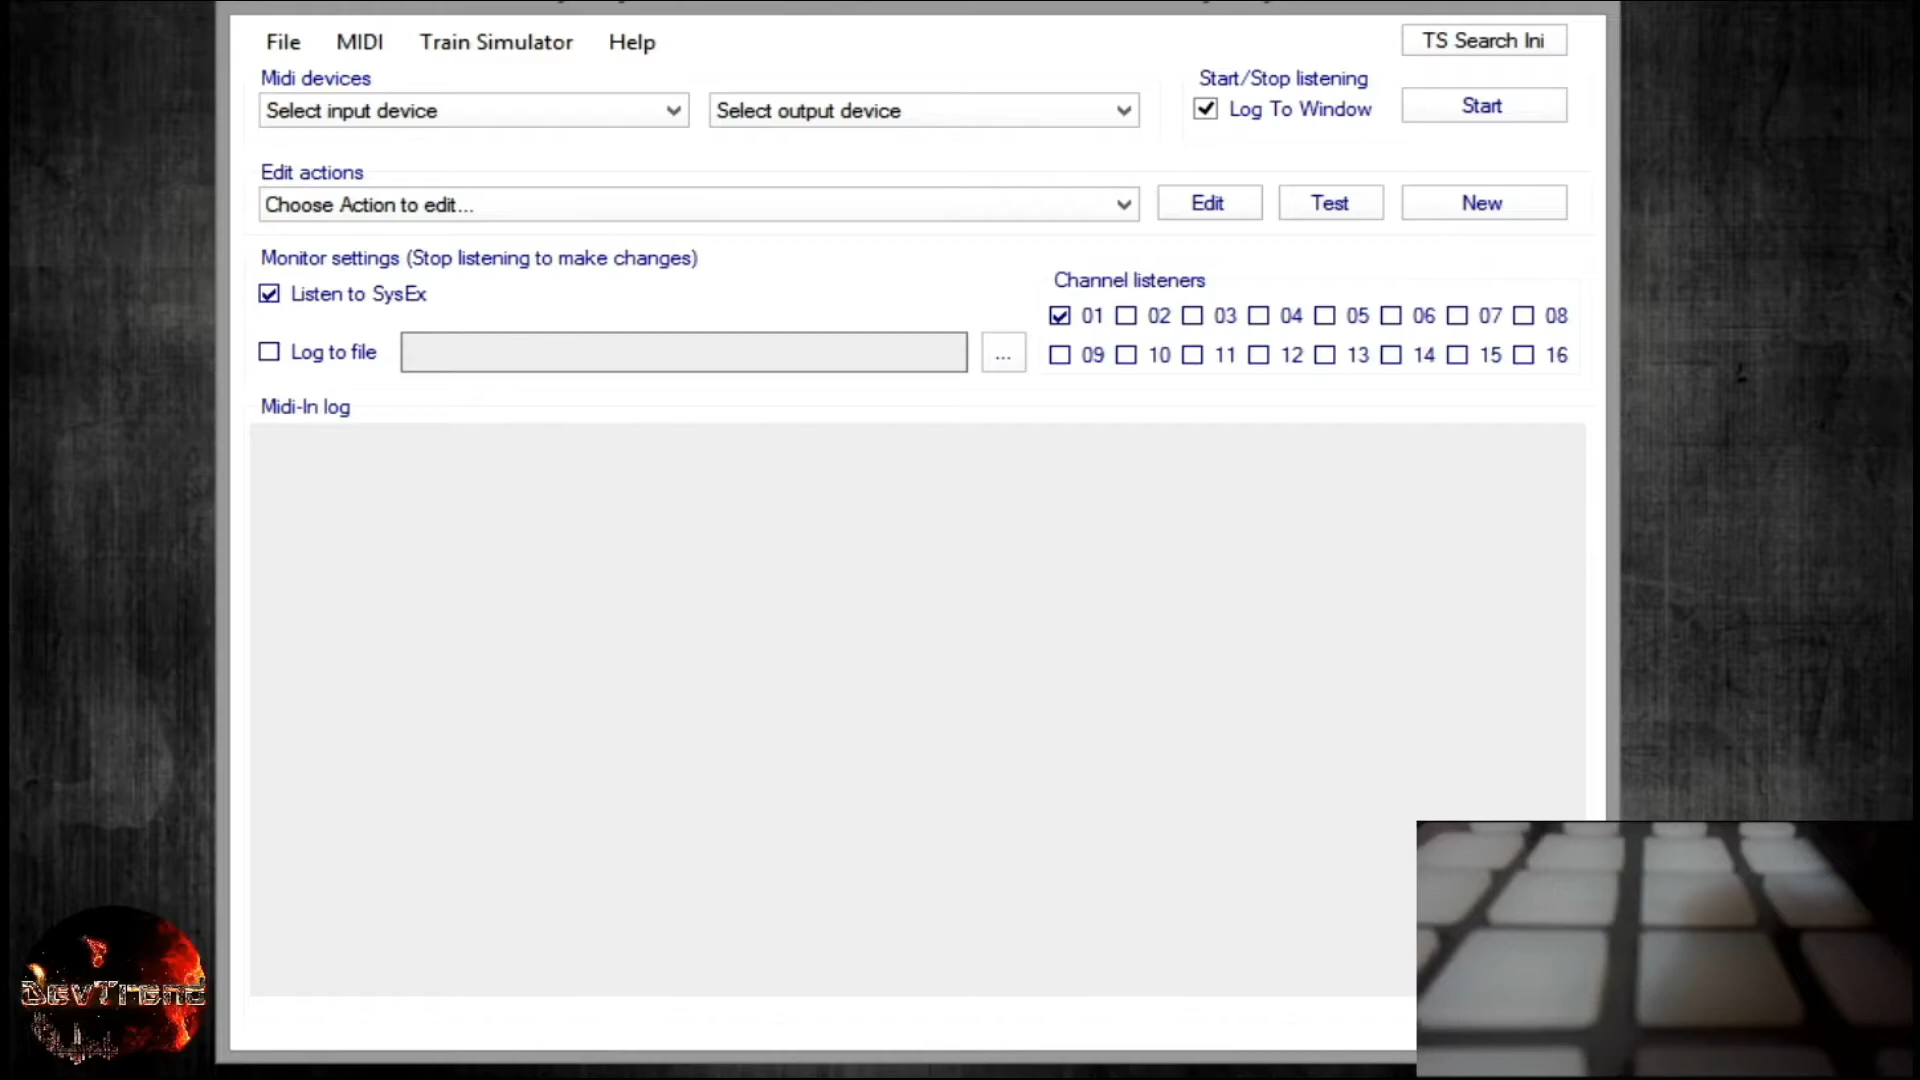 File MIDI Train Simulator Help TS Search Ini
Midi devices Start/Stop listening
Select input device Select output device Log To Window Start
Edit actions
Choose Action to edit... Edit Test New
Monitor settings (Stop listening to make changes)
Channel listeners
Listen to SysEx
01 02 03 04 05 06 07 08
Log to file ... 09 10 11 12 13 14 15 16
Midi-In log
DevTrend